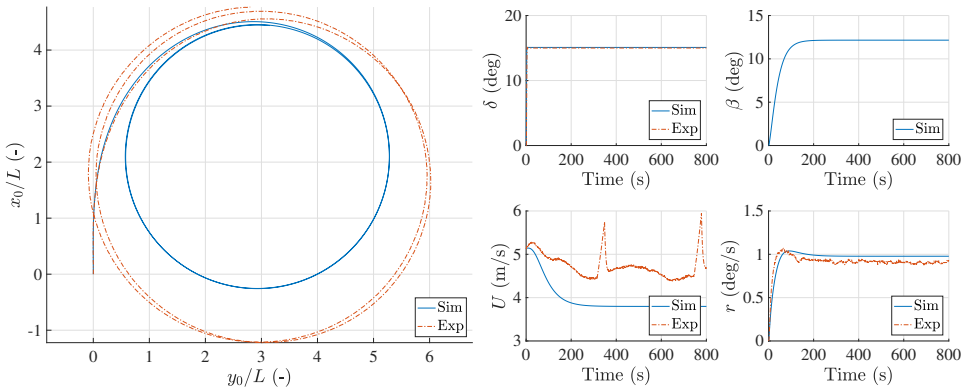 4
3
2
1
0
-1
x₀/L (-)
0 1 2 3 4 5 6
y₀/L (-)
Sim
Exp
20
10
0
δ (deg)
0 200 400 600 800
Time (s)
Sim
Exp
15
10
5
0
β (deg)
0 200 400 600 800
Time (s)
Sim
6
5
4
3
U (m/s)
0 200 400 600 800
Time (s)
Sim
Exp
1.5
1
0.5
0
r (deg/s)
0 200 400 600 800
Time (s)
Sim
Exp